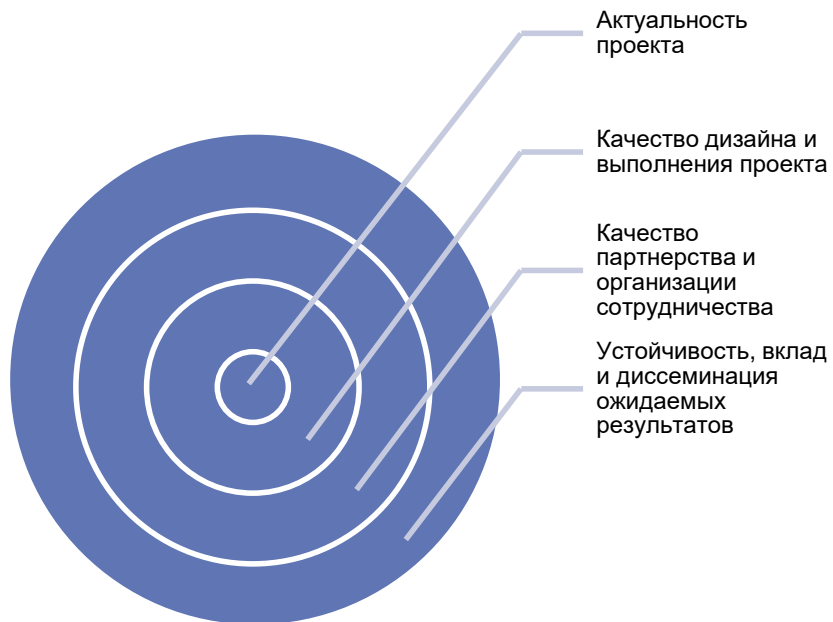 Актуальность
проекта
Качество дизайна и
выполнения проекта
Качество
партнерства и
организации
сотрудничества
Устойчивость, вклад
и диссеминация
ожидаемых
результатов